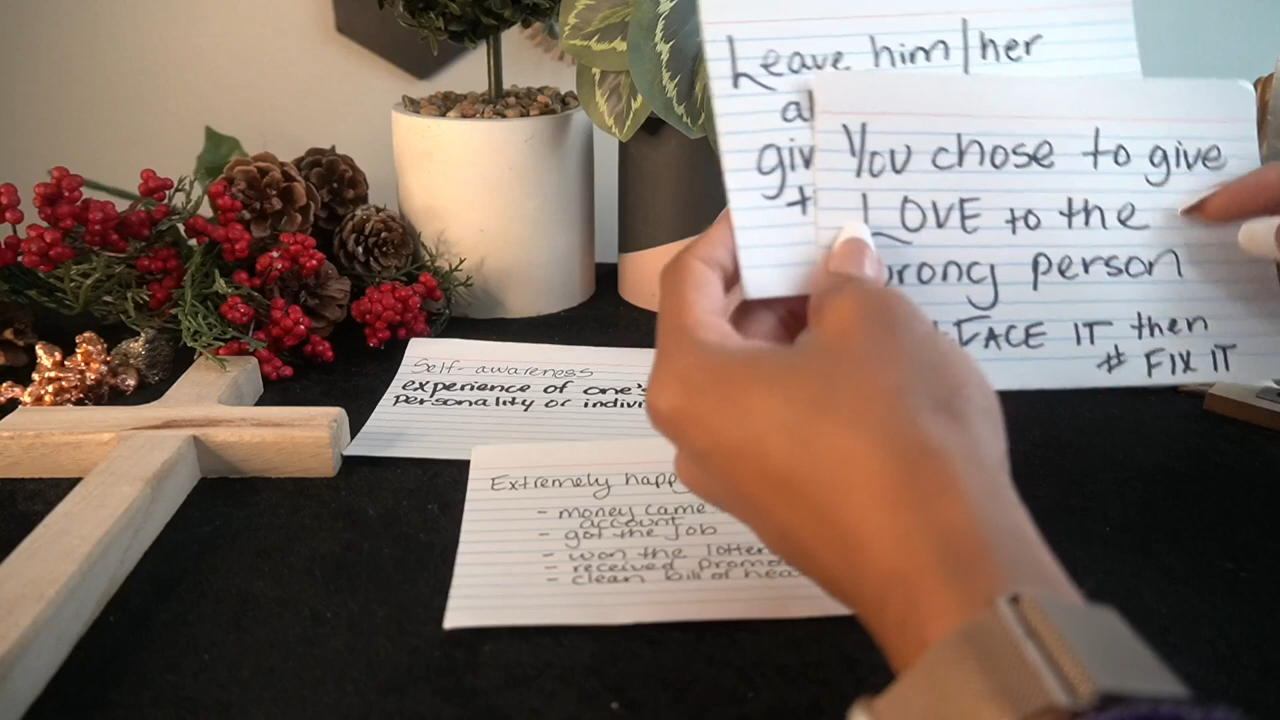 Leave him/her
a
giv
t
You chose to give
LOVE to the
wrong person
FACE IT then
# FIX IT
Self-awareness
experience of one's
personality or indivi
Extremely happ
- money came
account
- got the Job
- won the lotter
- received promo
- clean bill of hea